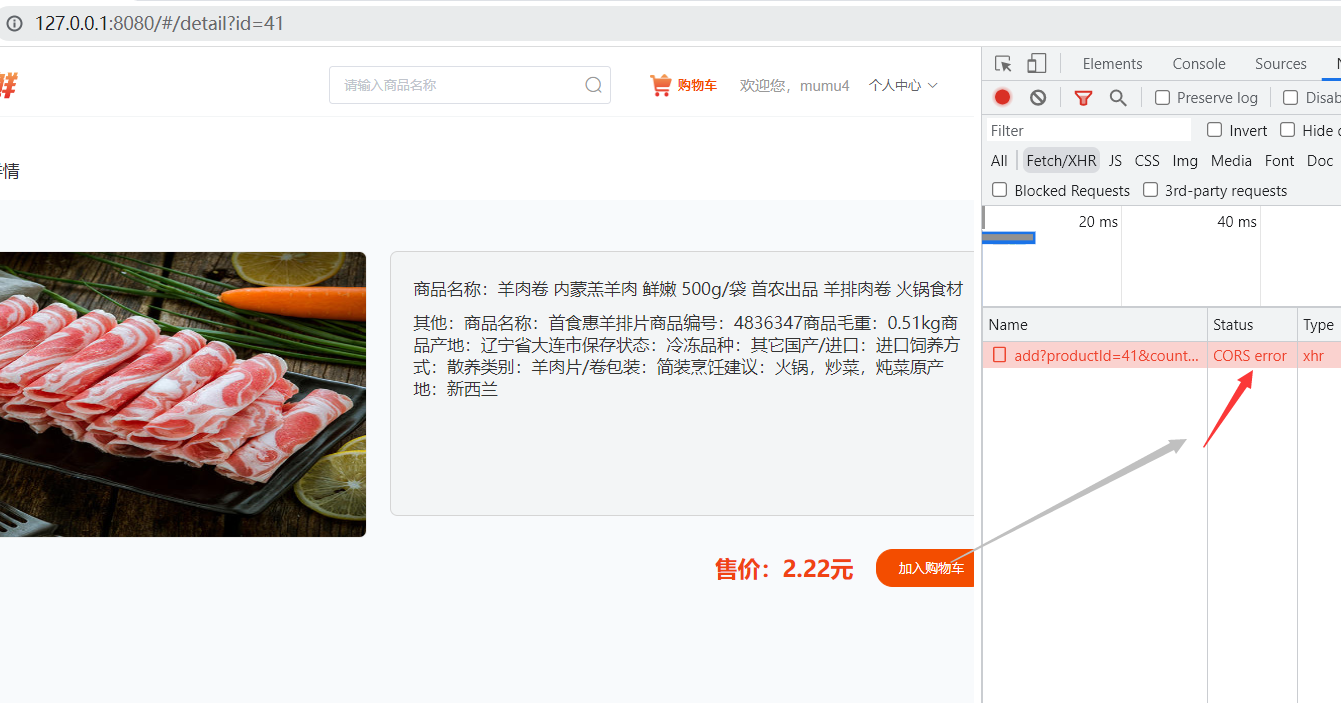 127.0.0.1:8080/#/detail?id=41
鲜
请输入商品名称
购物车
欢迎您，mumu4
个人中心
情
商品名称：羊肉卷 内蒙羔羊肉 鲜嫩 500g/袋 首农出品 羊排肉卷 火锅食材
其他：商品名称：首食惠羊排片商品编号：4836347商品毛重：0.51kg商
品产地：辽宁省大连市保存状态：冷冻品种：其它国产/进口：进口饲养方
式：散养类别：羊肉片/卷包装：简装烹饪建议：火锅，炒菜，炖菜原产
地：新西兰
售价：2.22元
加入购物车
Elements Console Sources
Preserve log Disab
Filter
Invert Hide
All Fetch/XHR JS CSS Img Media Font Doc
Blocked Requests 3rd-party requests
20 ms 40 ms
Name Status Type
add?productId=41&count... CORS error xhr